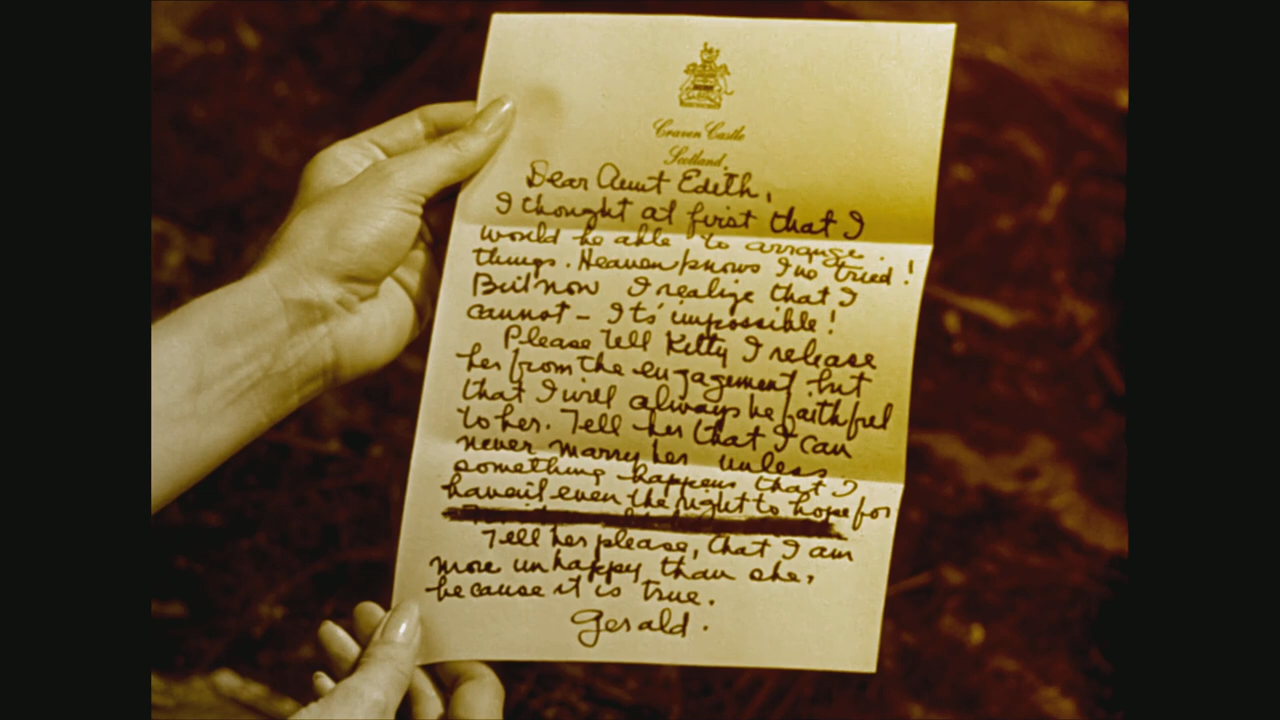 Craven Castle
Scotland,
Dear Aunt Edith,
I thought at first that I
would be able to arrange
things. Heaven knows I've tried!
But now I realize that I
cannot – It's impossible!
Please tell Kitty I release
her from the engagement but
that I will always be faithful
to her. Tell her that I can
never marry her unless
something happens that I
haven't even the right to hope for
Tell her please, that I am
more unhappy than she,
because it is true.
Gerald.